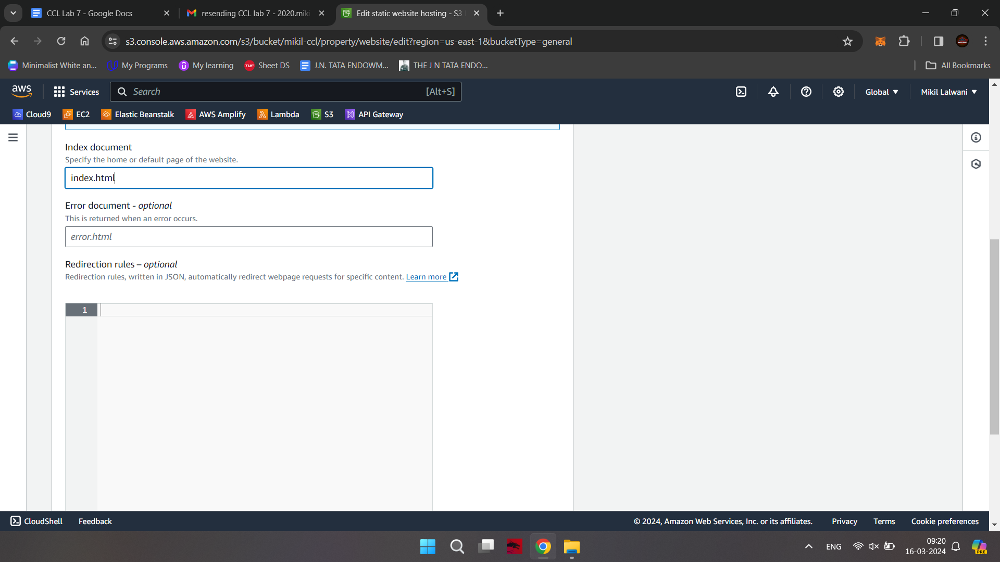 CCL Lab 7 - Google Docs
resending CCL lab 7 - 2020.miki
Edit static website hosting - S3
s3.console.aws.amazon.com/s3/bucket/mikil-ccl/property/website/edit?region=us-east-1&bucketType=general
Minimalist White an...
My Programs
My learning
TUF
Sheet DS
J.N. TATA ENDOWM...
THE J N TATA ENDO...
All Bookmarks
aws
Services
Search
[Alt+S]
Global
Mikil Lalwani
Cloud9
EC2
Elastic Beanstalk
AWS Amplify
Lambda
S3
API Gateway
Index document
Specify the home or default page of the website.
index.html
Error document - optional
This is returned when an error occurs.
error.html
Redirection rules – optional
Redirection rules, written in JSON, automatically redirect webpage requests for specific content. Learn more
1
CloudShell
Feedback
© 2024, Amazon Web Services, Inc. or its affiliates.
Privacy
Terms
Cookie preferences
ENG
09:20
16-03-2024
PRE